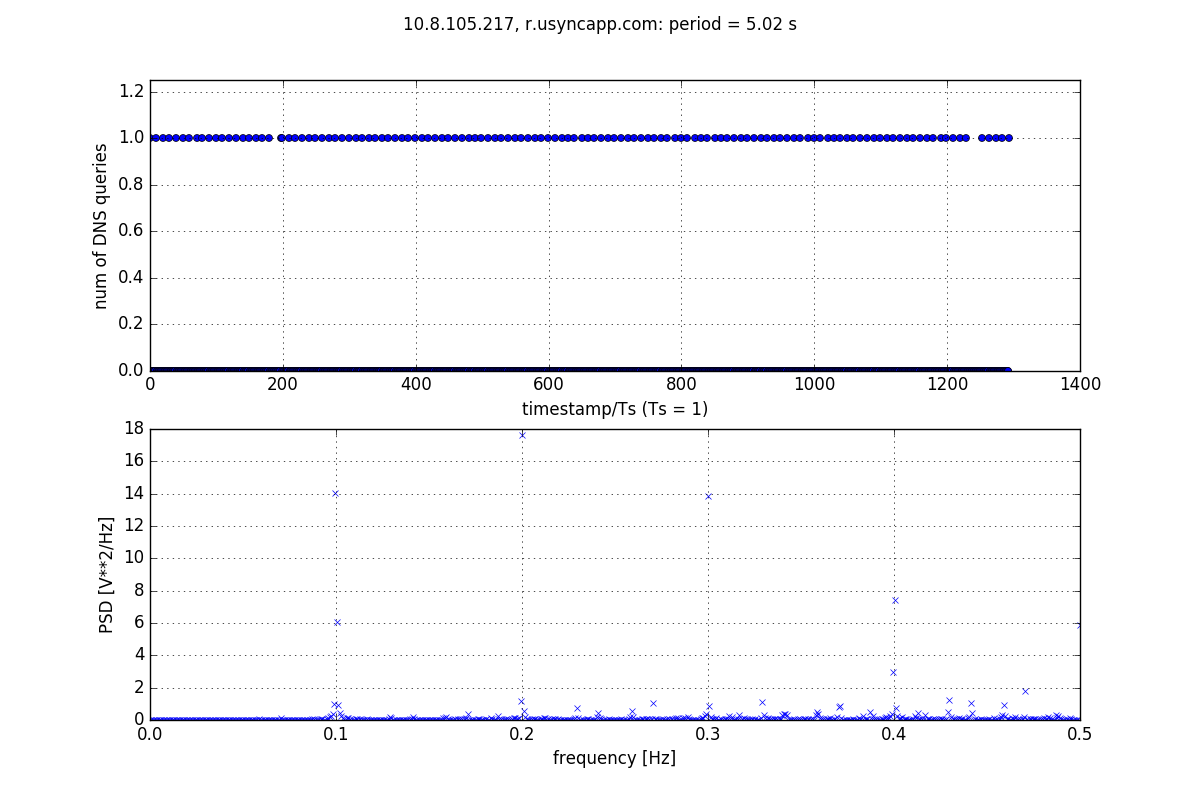 10.8.105.217, r.usyncapp.com: period = 5.02 s
1.2
1.0
0.8
0.6
0.4
0.2
0.0
num of DNS queries
0 200 400 600 800 1000 1200 1400
timestamp/Ts (Ts = 1)
18
16
14
12
10
8
6
4
2
0
PSD [V**2/Hz]
0.0 0.1 0.2 0.3 0.4 0.5
frequency [Hz]